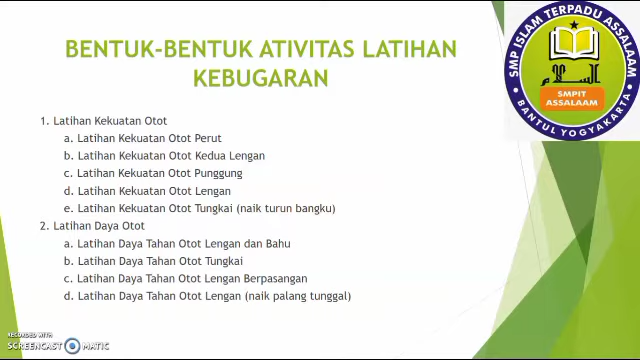 BENTUK-BENTUK ATIVITAS LATIHAN
KEBUGARAN
1. Latihan Kekuatan Otot
a. Latihan Kekuatan Otot Perut
b. Latihan Kekuatan Otot Kedua Lengan
c. Latihan Kekuatan Otot Punggung
d. Latihan Kekuatan Otot Lengan
e. Latihan Kekuatan Otot Tungkai (naik turun bangku)
2. Latihan Daya Otot
a. Latihan Daya Tahan Otot Lengan dan Bahu
b. Latihan Daya Tahan Otot Tungkai
c. Latihan Daya Tahan Otot Lengan Berpasangan
d. Latihan Daya Tahan Otot Lengan (naik palang tunggal)
SMP ISLAM TERPADU ASSALAAM
السلام
SMPIT
ASSALAAM
BANTUL YOGYAKARTA
RECORDED WITH
SCREENCAST MATIC